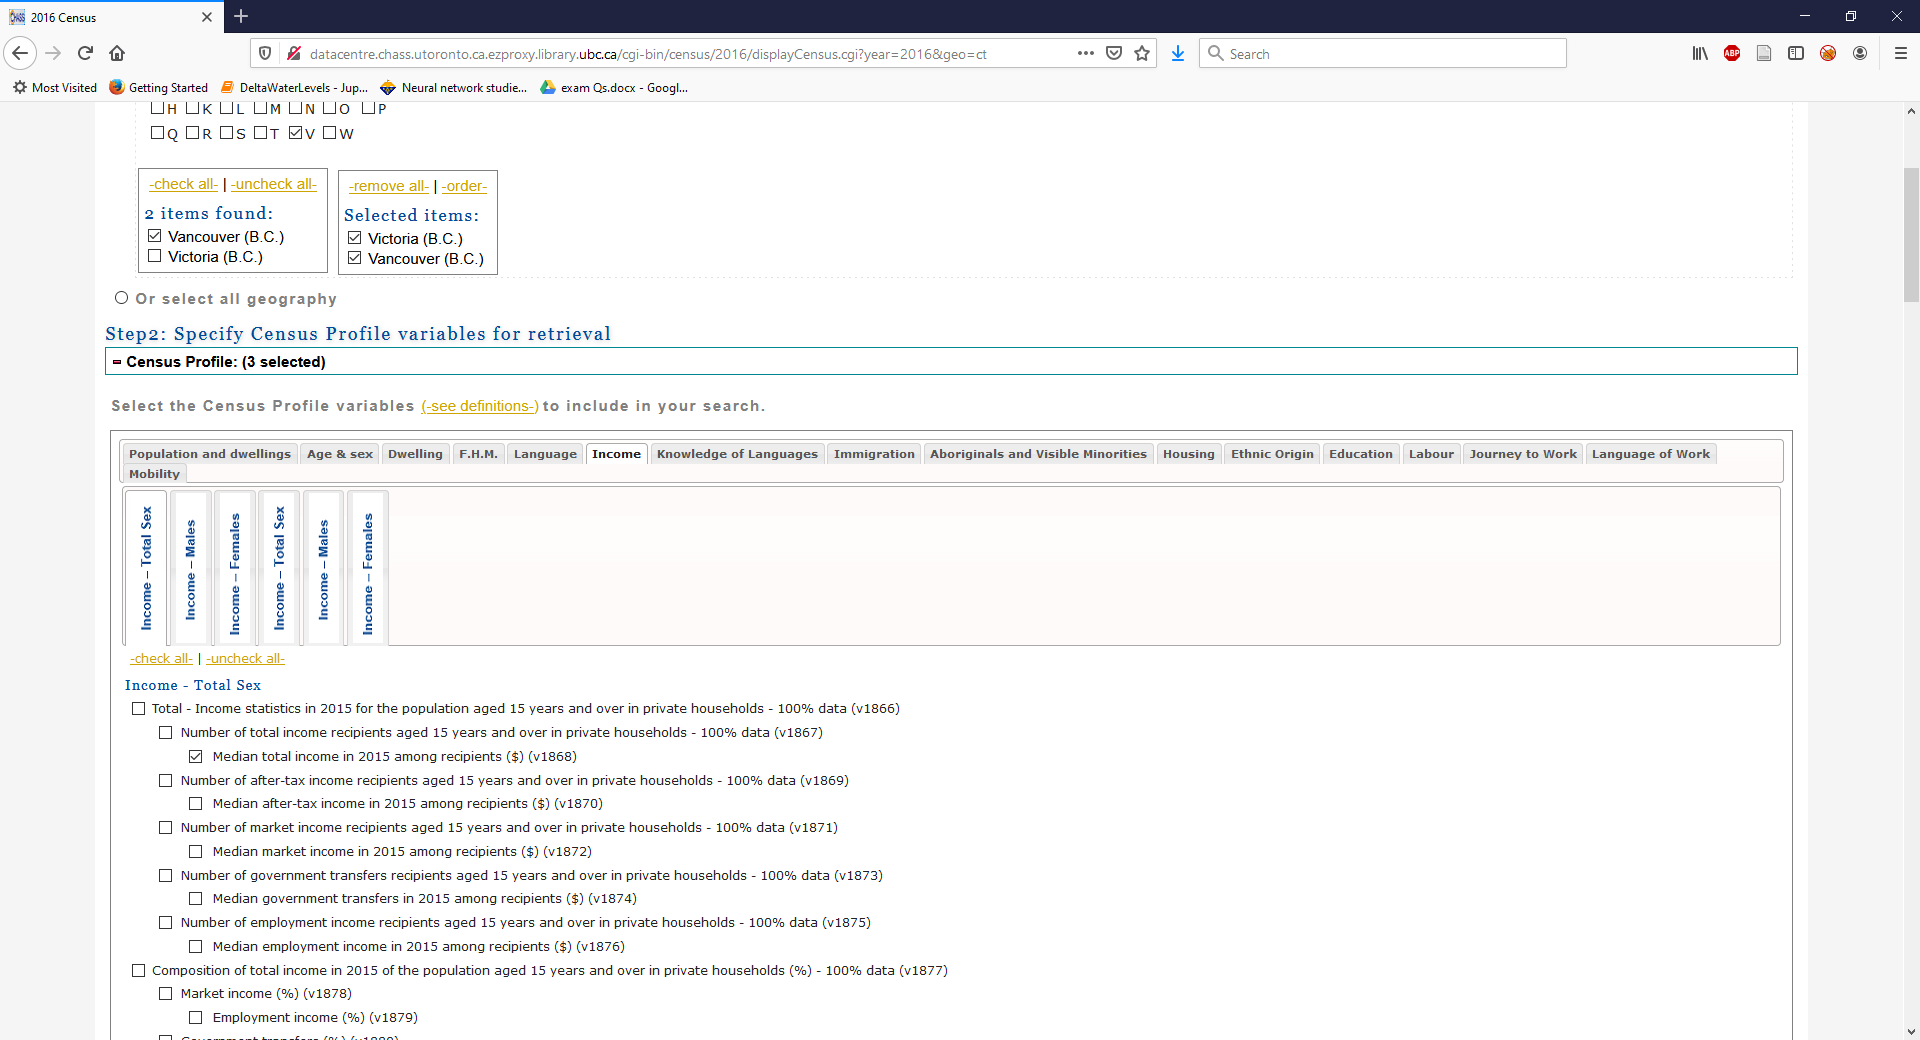 2016 Census
datacentre.chass.utoronto.ca.ezproxy.library.ubc.ca/cgi-bin/census/2016/displayCensus.cgi?year=2016&geo=ct
Search
ABP
Most Visited Getting Started DeltaWaterLevels - Jup... Neural network studie... exam Qs.docx - Googl...
H K L M N O P
Q R S T V W
-check all- | -uncheck all-
2 items found:
Vancouver (B.C.)
Victoria (B.C.)
-remove all- | -order-
Selected items:
Victoria (B.C.)
Vancouver (B.C.)
Or select all geography
Step2: Specify Census Profile variables for retrieval
Census Profile: (3 selected)
Select the Census Profile variables (-see definitions-) to include in your search.
Population and dwellings Age & sex Dwelling F.H.M. Language Income Knowledge of Languages Immigration Aboriginals and Visible Minorities Housing Ethnic Origin Education Labour Journey to Work Language of Work
Mobility
Income – Total Sex
Income – Males
Income – Females
Income – Total Sex
Income – Males
Income – Females
-check all- | -uncheck all-
Income - Total Sex
Total - Income statistics in 2015 for the population aged 15 years and over in private households - 100% data (v1866)
Number of total income recipients aged 15 years and over in private households - 100% data (v1867)
Median total income in 2015 among recipients ($) (v1868)
Number of after-tax income recipients aged 15 years and over in private households - 100% data (v1869)
Median after-tax income in 2015 among recipients ($) (v1870)
Number of market income recipients aged 15 years and over in private households - 100% data (v1871)
Median market income in 2015 among recipients ($) (v1872)
Number of government transfers recipients aged 15 years and over in private households - 100% data (v1873)
Median government transfers in 2015 among recipients ($) (v1874)
Number of employment income recipients aged 15 years and over in private households - 100% data (v1875)
Median employment income in 2015 among recipients ($) (v1876)
Composition of total income in 2015 of the population aged 15 years and over in private households (%) - 100% data (v1877)
Market income (%) (v1878)
Employment income (%) (v1879)
Government transfers (%) (v1880)